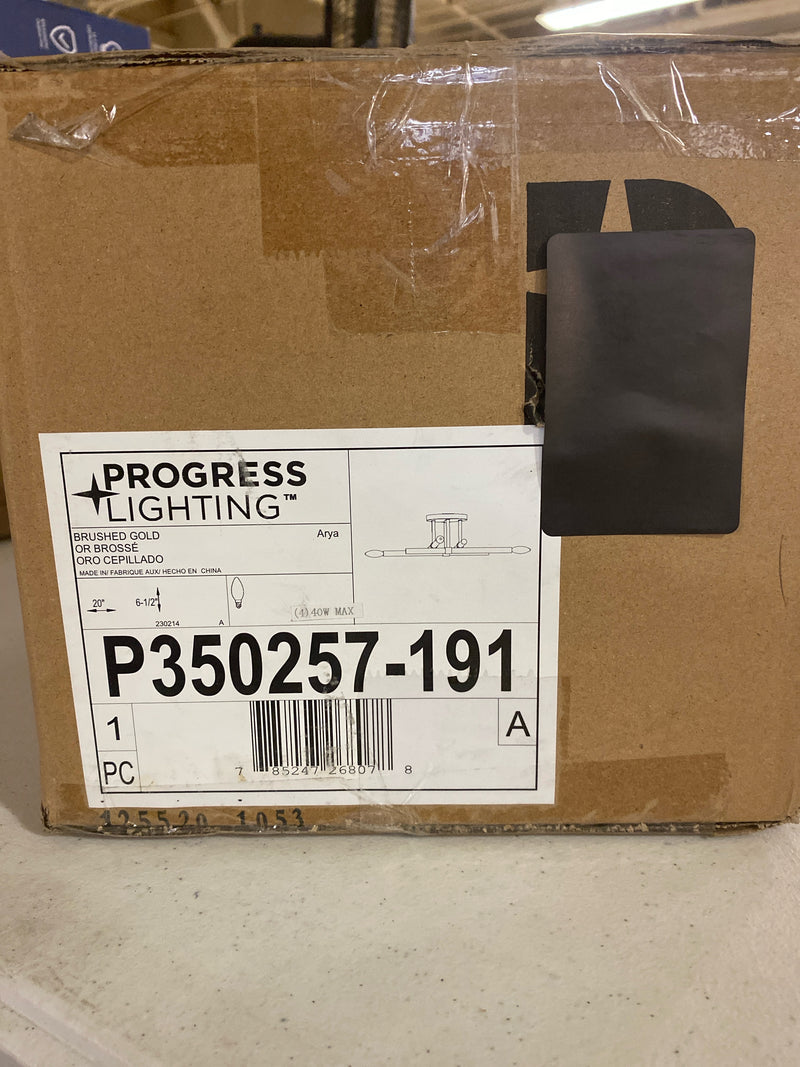 PROGRESS
LIGHTING™
BRUSHED GOLD
OR BROSSÉ
ORO CEPILLADO
Arya
MADE IN/ FABRIQUE AUX/ HECHO EN CHINA
20"
6-1/2"
230214
A
(4)40W MAX
P350257-191
1
PC
A
7 85247 26807 8
125520 1053